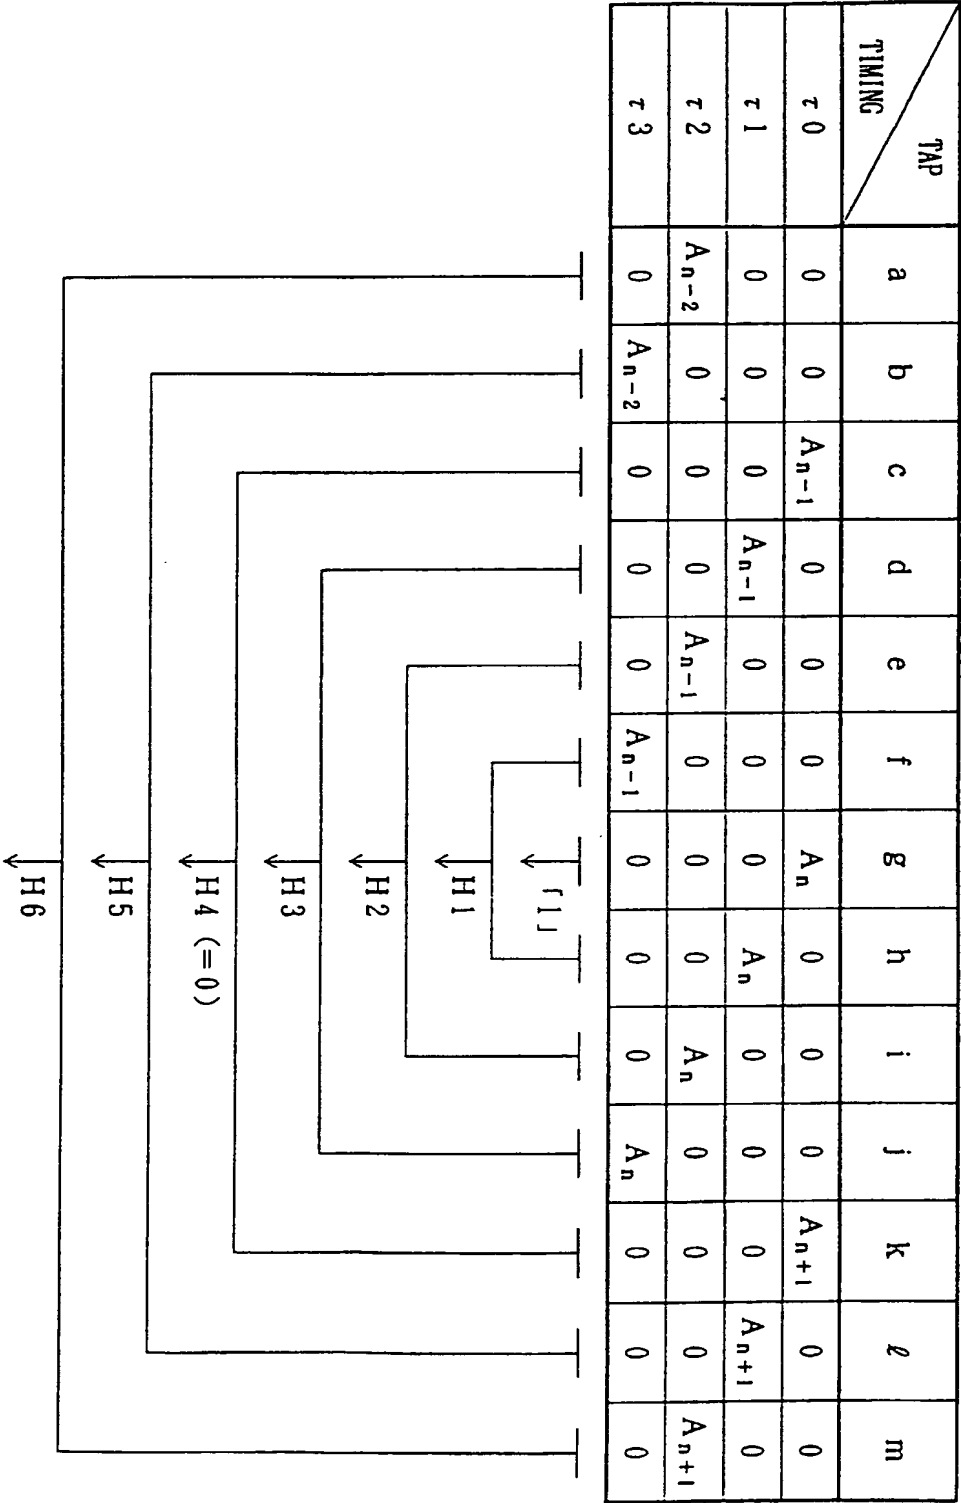 TAP
TIMING
a b c d e f g h i j k ℓ m
τ0 0 0 Aₙ₋₁ 0 0 0 Aₙ 0 0 0 Aₙ₊₁ 0 0
τ1 0 0 0 Aₙ₋₁ 0 0 0 Aₙ 0 0 0 Aₙ₊₁ 0
τ2 Aₙ₋₂ 0 0 0 Aₙ₋₁ 0 0 0 Aₙ 0 0 0 Aₙ₊₁
τ3 0 Aₙ₋₂ 0 0 0 Aₙ₋₁ 0 0 0 Aₙ 0 0 0
「1」
H1
H2
H3
H4 (=0)
H5
H6